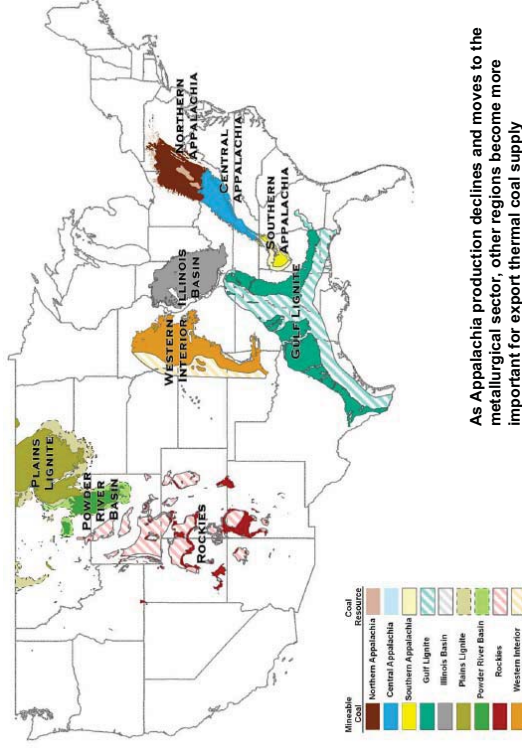 PLAINS
LIGNITE
POWDER
RIVER
BASIN
ROCKIES
WESTERN
INTERIOR
ILLINOIS
BASIN
GULF LIGNITE
NORTHERN
APPALACHIA
CENTRAL
APPALACHIA
SOUTHERN
APPALACHIA
Mineable
Coal
Coal
Resource
Northern Appalachia
Central Appalachia
Southern Appalachia
Gulf Lignite
Illinois Basin
Plains Lignite
Powder River Basin
Rockies
Western Interior
As Appalachia production declines and moves to the
metallurgical sector, other regions become more
important for export thermal coal supply